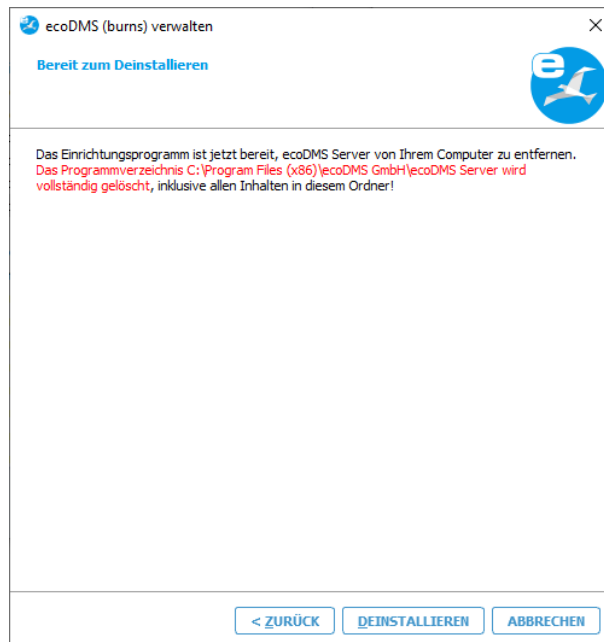 ecoDMS (burns) verwalten
Bereit zum Deinstallieren
e
Das Einrichtungsprogramm ist jetzt bereit, ecoDMS Server von Ihrem Computer zu entfernen.
Das Programmverzeichnis C:\Program Files (x86)\ecoDMS GmbH\ecoDMS Server wird
vollständig gelöscht, inklusive allen Inhalten in diesem Ordner!
< ZURÜCK DEINSTALLIEREN ABBRECHEN